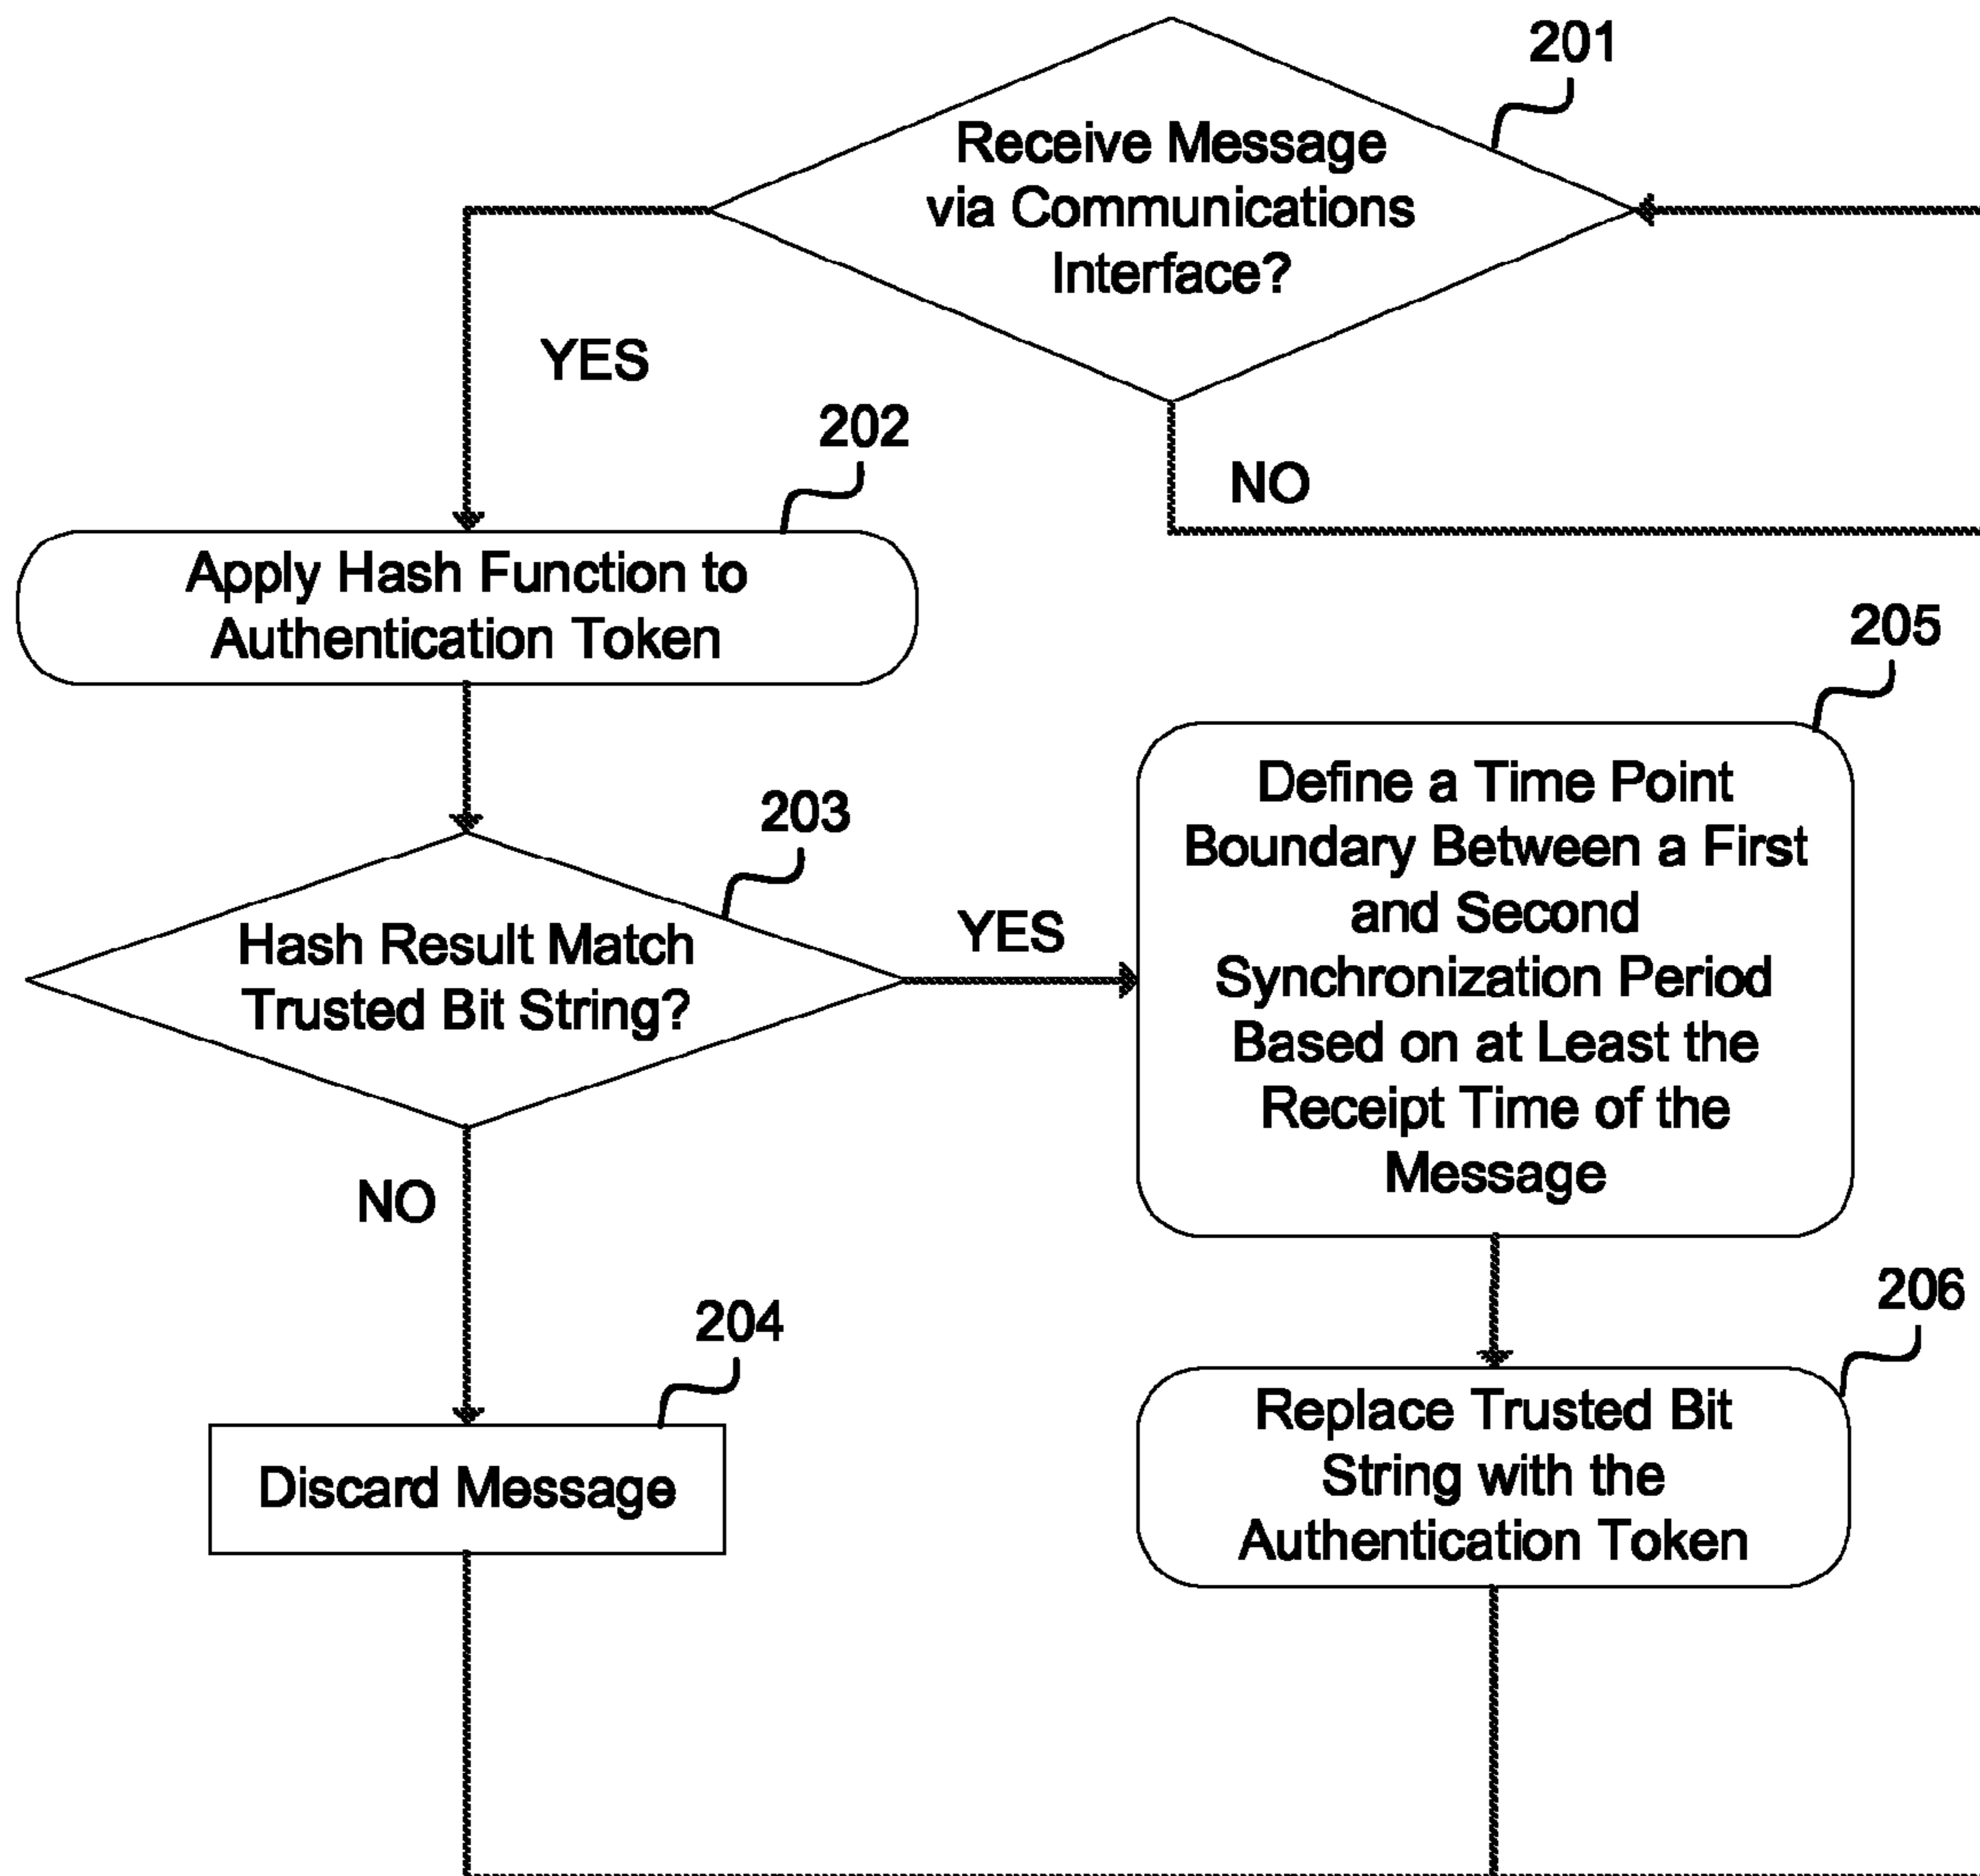 201
Receive Message
via Communications
Interface?
YES
NO
202
Apply Hash Function to
Authentication Token
203
Hash Result Match
Trusted Bit String?
YES
NO
204
Discard Message
205
Define a Time Point
Boundary Between a First
and Second
Synchronization Period
Based on at Least the
Receipt Time of the
Message
206
Replace Trusted Bit
String with the
Authentication Token